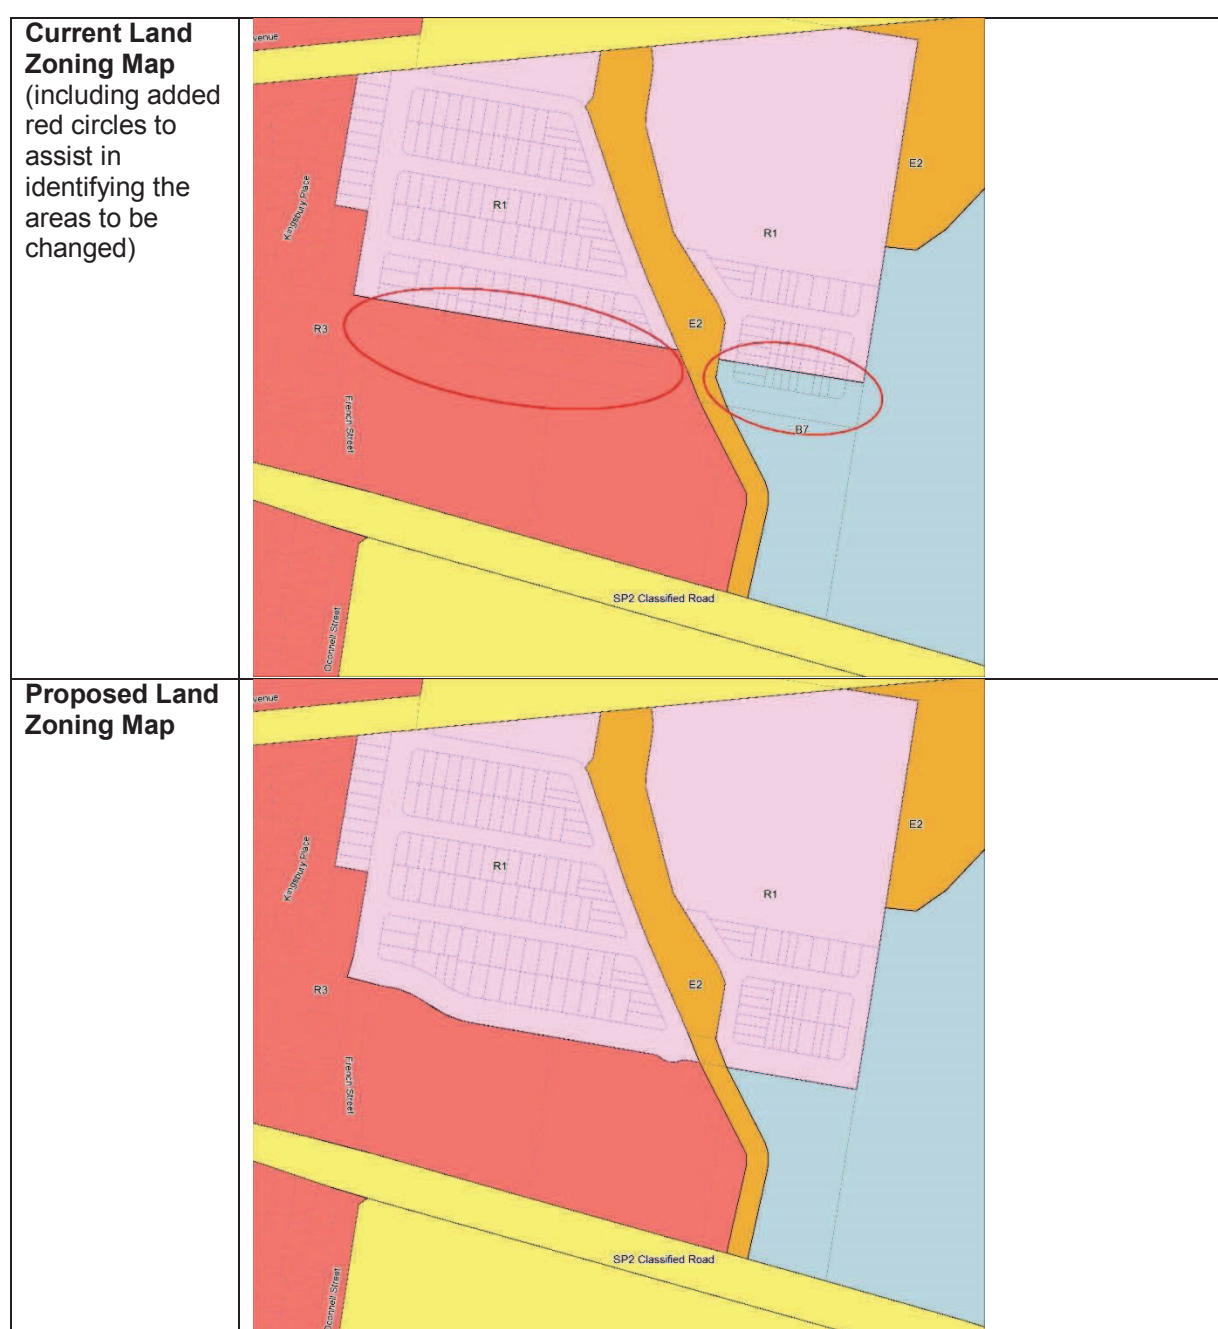 Current Land
Zoning Map
(including added
red circles to
assist in
identifying the
areas to be
changed)
venue
E2
Kingsbury Place
R1
R1
R3
E2
French Street
B7
SP2 Classified Road
Oconnell Street
Proposed Land
Zoning Map
venue
E2
Kingsbury Place
R1
R1
R3
E2
French Street
SP2 Classified Road
Oconnell Street